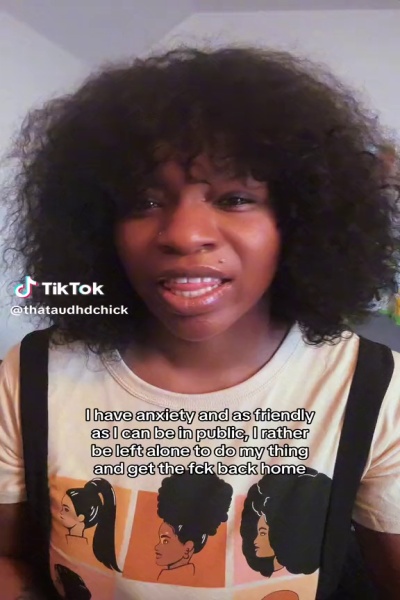 TikTok
@thataudhdchick
I have anxiety and as friendly
as I can be in public, I rather
be left alone to do my thing
and get the fck back home